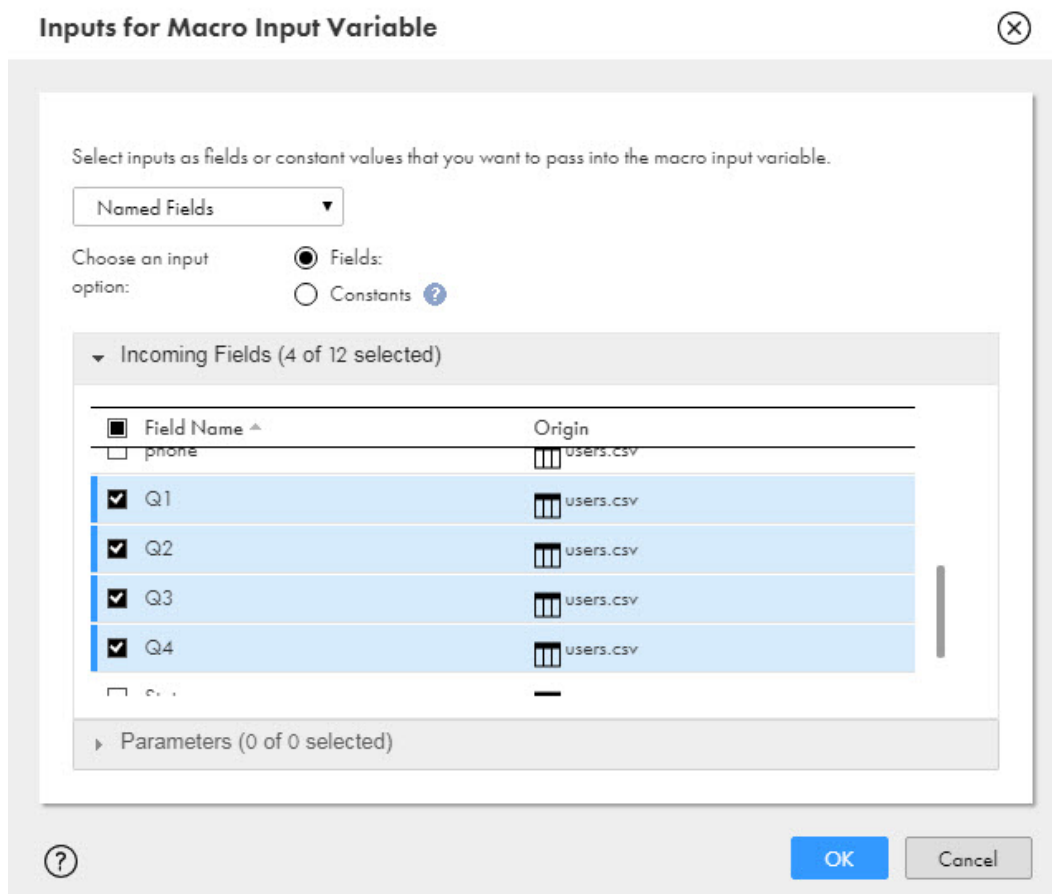 Inputs for Macro Input Variable
Select inputs as fields or constant values that you want to pass into the macro input variable.
Named Fields
Choose an input option:
Fields:
Constants ?
Incoming Fields (4 of 12 selected)
Field Name Origin
phone users.csv
Q1 users.csv
Q2 users.csv
Q3 users.csv
Q4 users.csv
Parameters (0 of 0 selected)
?
OK Cancel